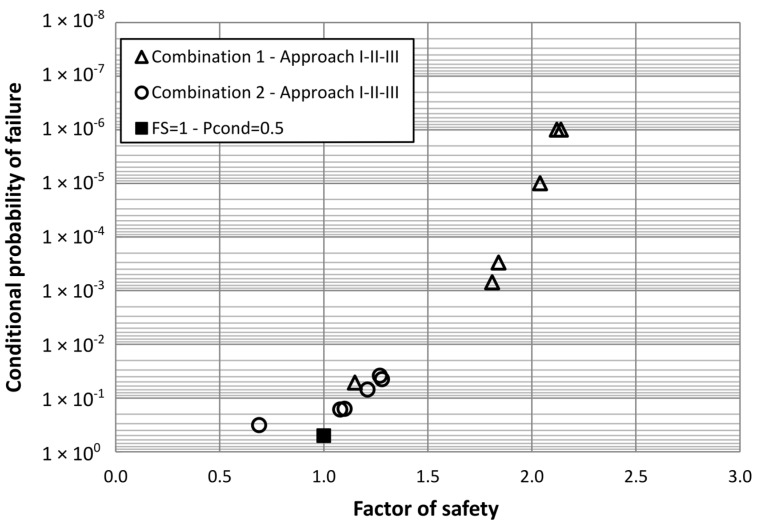 Conditional probability of failure
1 × 10⁻⁸
1 × 10⁻⁷
1 × 10⁻⁶
1 × 10⁻⁵
1 × 10⁻⁴
1 × 10⁻³
1 × 10⁻²
1 × 10⁻¹
1 × 10⁰
Combination 1 - Approach I-II-III
Combination 2 - Approach I-II-III
FS=1 - Pcond=0.5
0.0 0.5 1.0 1.5 2.0 2.5 3.0
Factor of safety